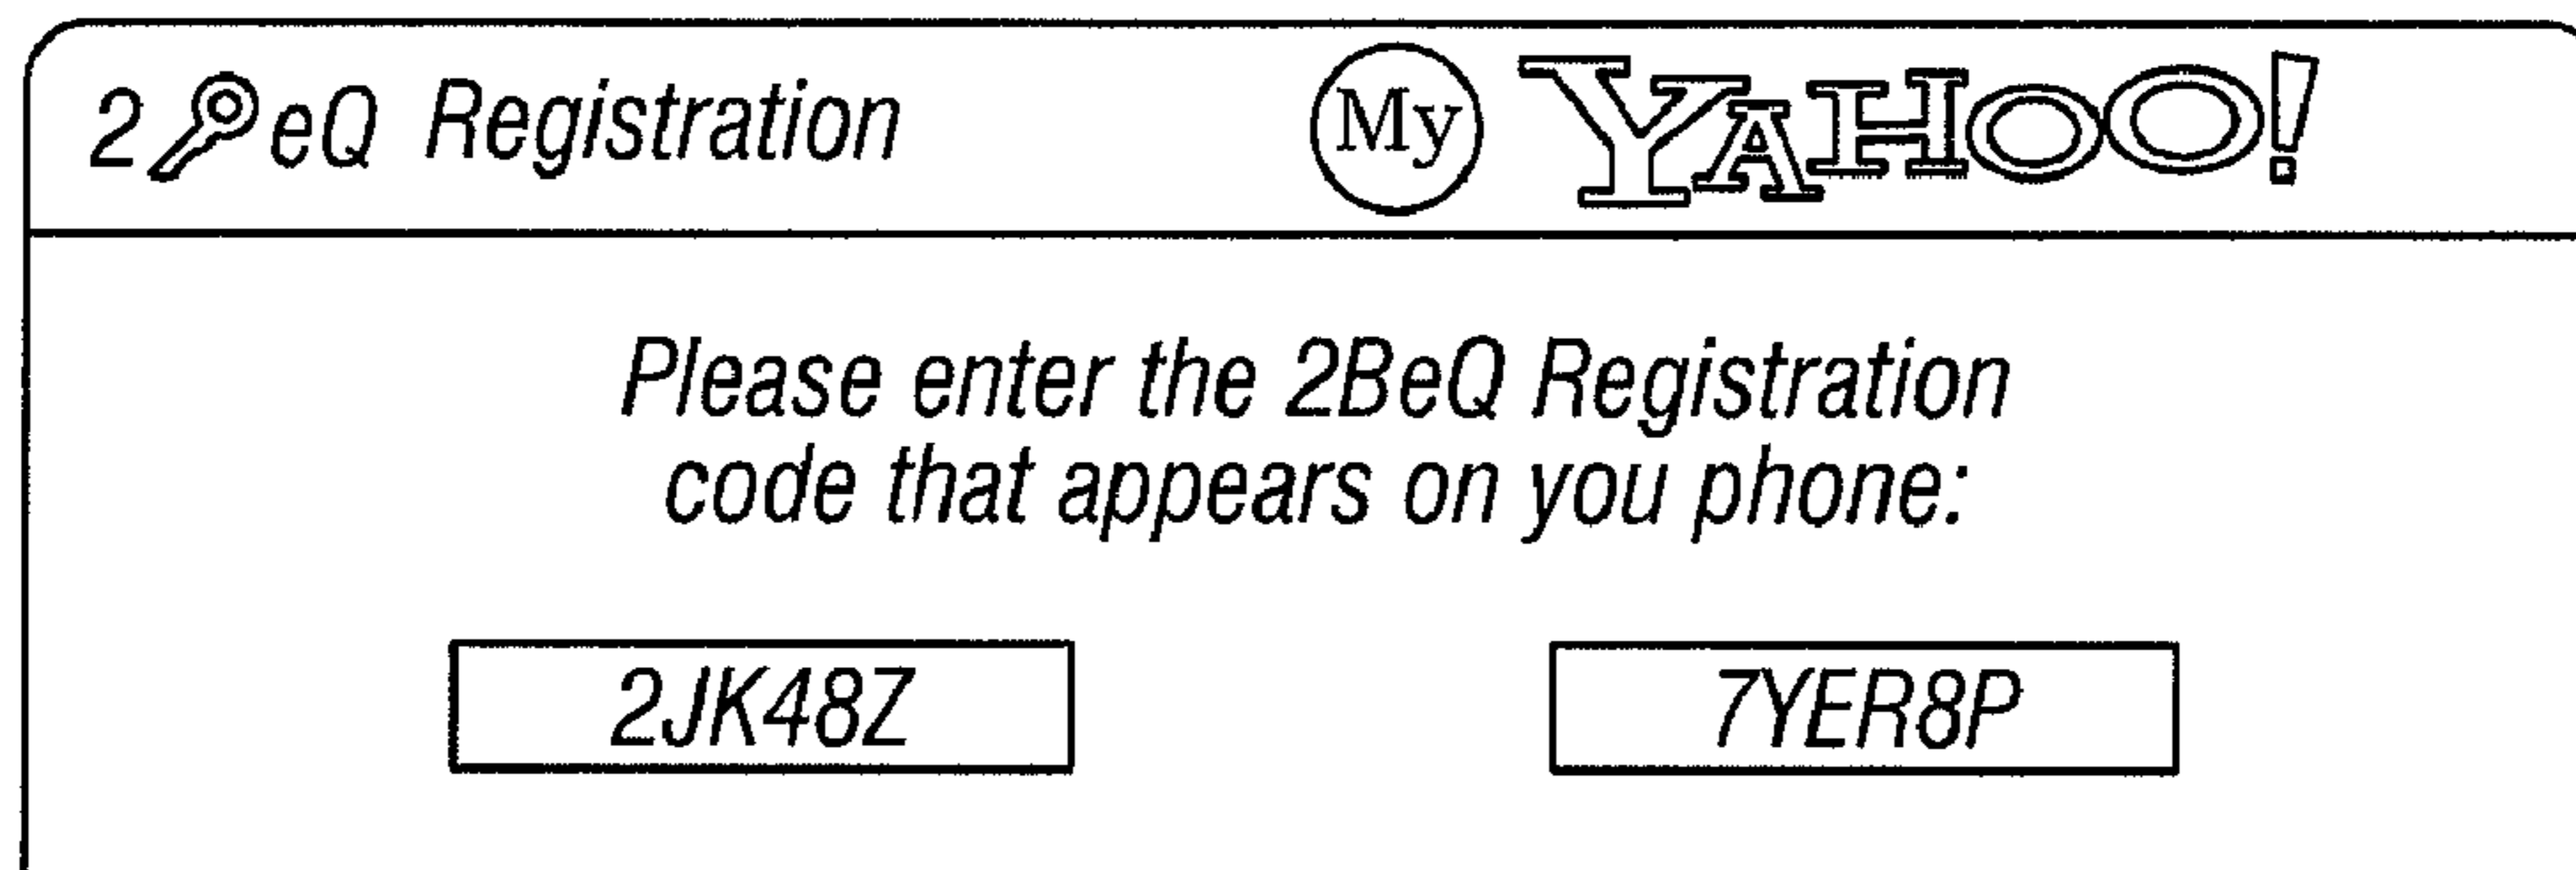 2 eQ Registration My YAHOO!
Please enter the 2BeQ Registration
code that appears on you phone:
2JK48Z 7YER8P